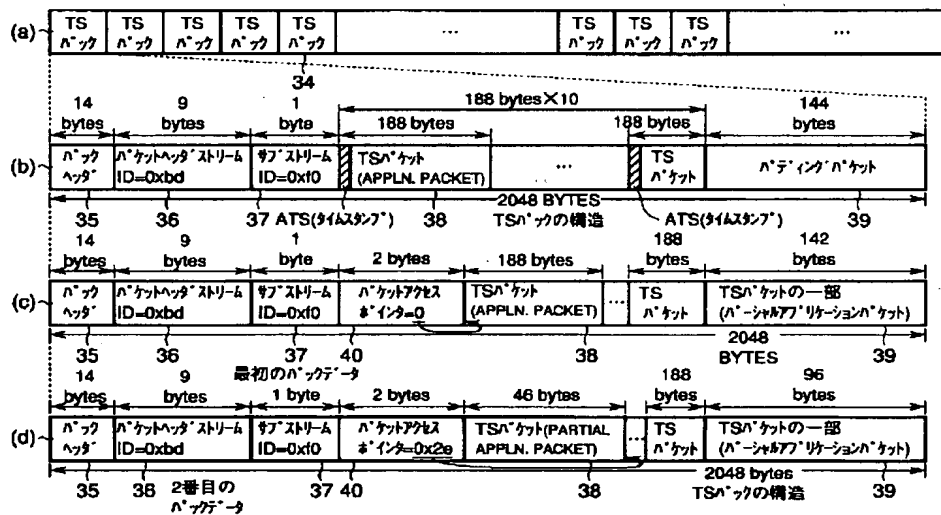 (a) TS パック TS パック TS パック TS パック TS パック ... TS パック TS パック TS パック ...
34
14 bytes 9 bytes 1 byte 188 bytes×10 144 bytes
188 bytes 188 bytes
(b) パック ヘッダ パケットヘッダストリーム ID=0xbd サブストリーム ID=0xf0 TSパケット (APPLN. PACKET) ... TS パケット パディングパケット
2048 BYTES
35 36 37 ATS(タイムスタンプ) 38 TSパックの構造 ATS(タイムスタンプ) 39
14 bytes 9 bytes 1 byte 2 bytes 188 bytes 188 bytes 142 bytes
(c) パック ヘッダ パケットヘッダストリーム ID=0xbd サブストリーム ID=0xf0 パケットアクセス ポインタ=0 TSパケット (APPLN. PACKET) ... TS パケット TSパケットの一部 (パーシャルアプリケーションパケット)
2048 BYTES
35 36 37 40 38 39
最初のパックデータ
14 bytes 9 bytes 1 byte 2 bytes 46 bytes 188 bytes 96 bytes
(d) パック ヘッダ パケットヘッダストリーム ID=0xbd サブストリーム ID=0xf0 パケットアクセス ポインタ=0x2e TSパケット(PARTIAL APPLN. PACKET) ... TS パケット TSパケットの一部 (パーシャルアプリケーションパケット)
2048 bytes
35 36 2番目の パックデータ 37 40 38 TSパックの構造 39